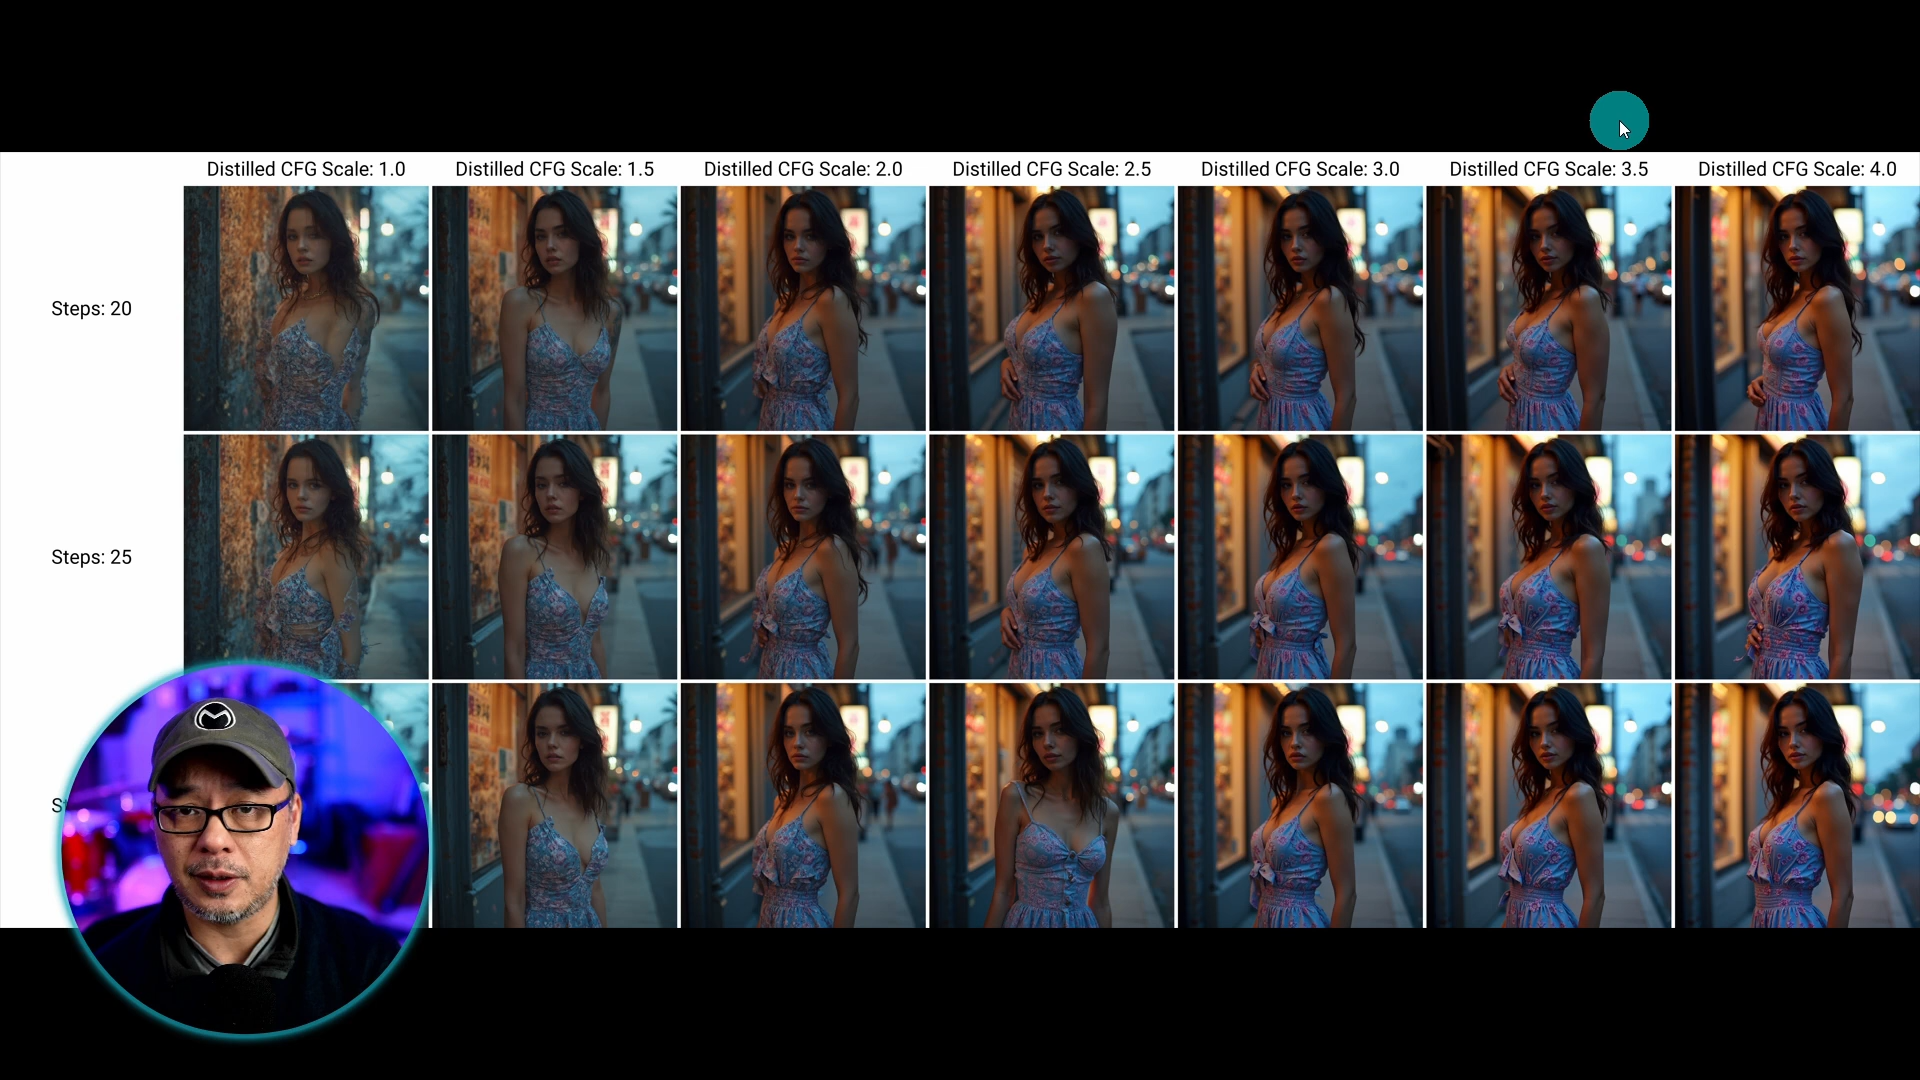 Distilled CFG Scale: 1.0 Distilled CFG Scale: 1.5 Distilled CFG Scale: 2.0 Distilled CFG Scale: 2.5 Distilled CFG Scale: 3.0 Distilled CFG Scale: 3.5 Distilled CFG Scale: 4.0
Steps: 20
Steps: 25